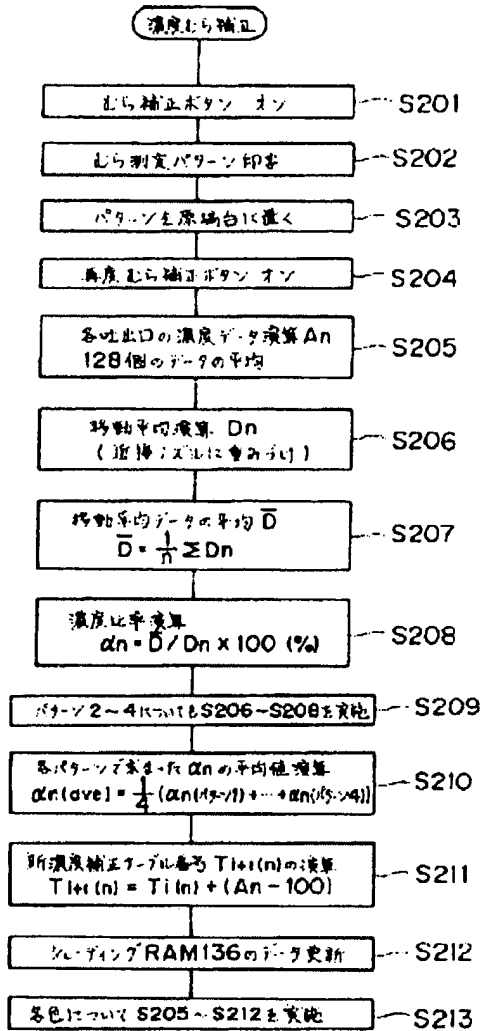 濃度むら補正
むら補正ボタン オン
S201
むら測定パターン印字
S202
パターンを原稿台に置く
S203
再度むら補正ボタン オン
S204
各吐出口の濃度データ演算 An
128個のデータの平均
S205
移動平均演算 Dn
(近接ノズルに重みづけ)
S206
移動平均データの平均 D̅
D̅ = 1/n Σ Dn
S207
濃度比率演算
αn = D̅ / Dn × 100 (%)
S208
パターン2〜4についてもS206〜S208を実施
S209
各パターンで求まった αnの平均値演算
αn(ave) = 1/4 (αn(パターン1) + … + αn(パターン4))
S210
濃度補正テーブル番号 Ti+1(n)の演算
Ti+1(n) = Ti(n) + (An − 100)
S211
シェーディングRAM136のデータ更新
S212
各色について S205〜S212を実施
S213